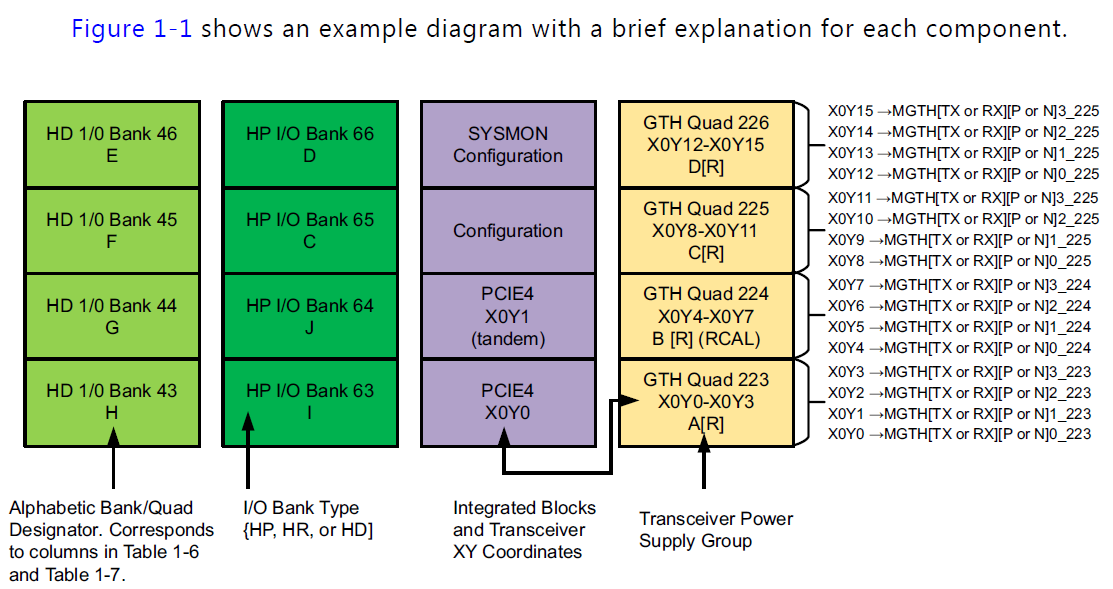 Figure 1-1 shows an example diagram with a brief explanation for each component.
HD 1/0 Bank 46
E
HP I/O Bank 66
D
SYSMON
Configuration
GTH Quad 226
X0Y12-X0Y15
D[R]
X0Y15 →MGTH[TX or RX][P or N]3_225
X0Y14 →MGTH[TX or RX][P or N]2_225
X0Y13 →MGTH[TX or RX][P or N]1_225
X0Y12 →MGTH[TX or RX][P or N]0_225
HD 1/0 Bank 45
F
HP I/O Bank 65
C
Configuration
GTH Quad 225
X0Y8-X0Y11
C[R]
X0Y11 →MGTH[TX or RX][P or N]3_225
X0Y10 →MGTH[TX or RX][P or N]2_225
X0Y9 →MGTH[TX or RX][P or N]1_225
X0Y8 →MGTH[TX or RX][P or N]0_225
HD 1/0 Bank 44
G
HP I/O Bank 64
J
PCIE4
X0Y1
(tandem)
GTH Quad 224
X0Y4-X0Y7
B [R] (RCAL)
X0Y7 →MGTH[TX or RX][P or N]3_224
X0Y6 →MGTH[TX or RX][P or N]2_224
X0Y5 →MGTH[TX or RX][P or N]1_224
X0Y4 →MGTH[TX or RX][P or N]0_224
HD 1/0 Bank 43
H
HP I/O Bank 63
I
PCIE4
X0Y0
GTH Quad 223
X0Y0-X0Y3
A[R]
X0Y3 →MGTH[TX or RX][P or N]3_223
X0Y2 →MGTH[TX or RX][P or N]2_223
X0Y1 →MGTH[TX or RX][P or N]1_223
X0Y0 →MGTH[TX or RX][P or N]0_223
Alphabetic Bank/Quad
Designator. Corresponds
to columns in Table 1-6
and Table 1-7.
I/O Bank Type
{HP, HR, or HD]
Integrated Blocks
and Transceiver
XY Coordinates
Transceiver Power
Supply Group